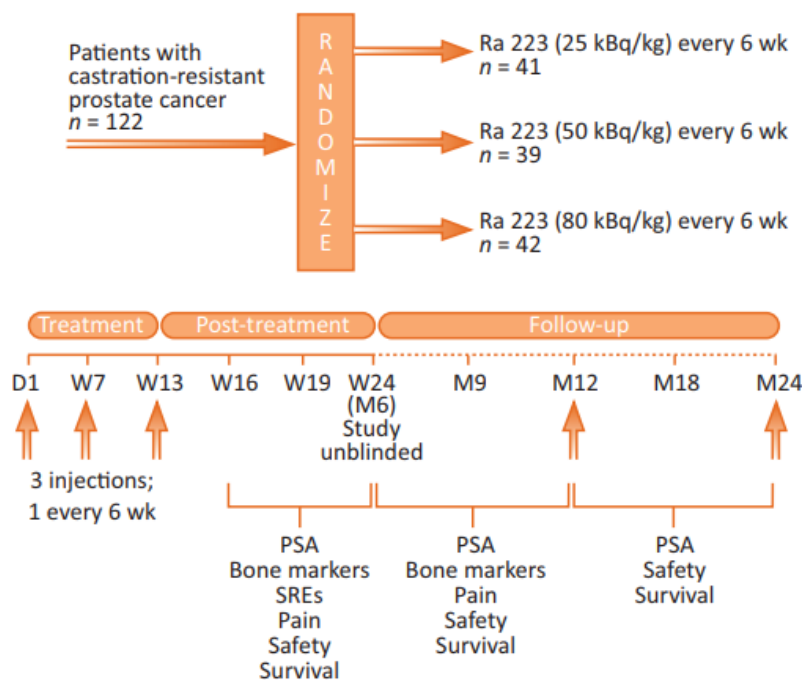 Patients with
castration-resistant
prostate cancer
n = 122
RANDOMIZE
Ra 223 (25 kBq/kg) every 6 wk
n = 41
Ra 223 (50 kBq/kg) every 6 wk
n = 39
Ra 223 (80 kBq/kg) every 6 wk
n = 42
Treatment Post-treatment Follow-up
D1 W7 W13 W16 W19 W24 M9 M12 M18 M24
(M6)
Study
unblinded
3 injections;
1 every 6 wk
PSA
Bone markers
SREs
Pain
Safety
Survival
PSA
Bone markers
Pain
Safety
Survival
PSA
Safety
Survival